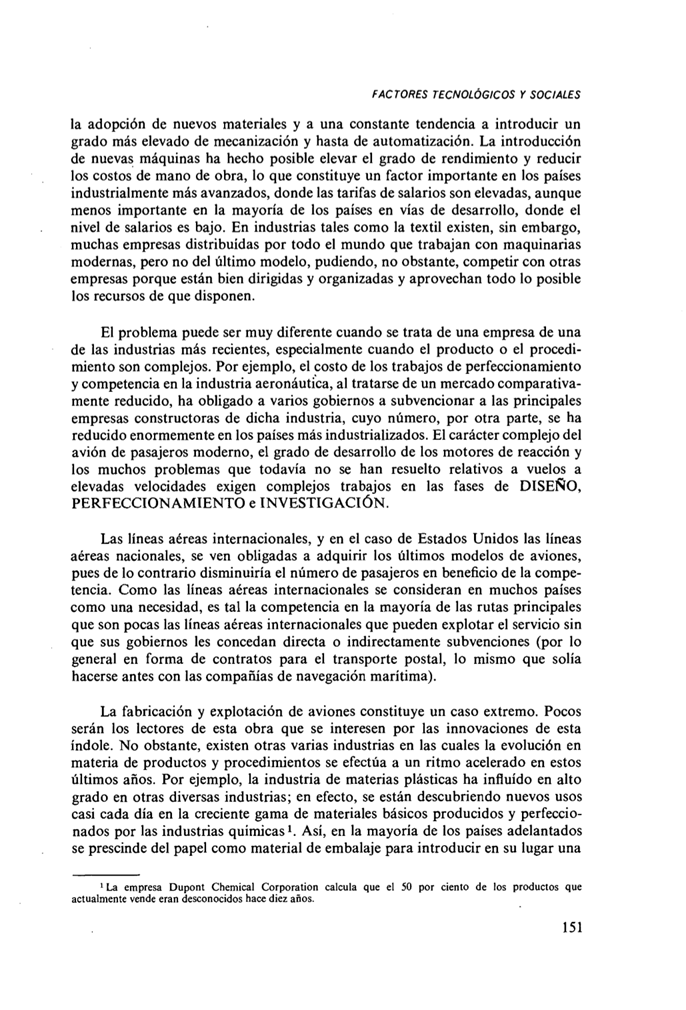 FACTORES TECNOLÓGICOS Y SOCIALES
la adopción de nuevos materiales y a una constante tendencia a introducir un
grado más elevado de mecanización y hasta de automatización. La introducción
de nuevas máquinas ha hecho posible elevar el grado de rendimiento y reducir
los costos de mano de obra, lo que constituye un factor importante en los países
industrialmente más avanzados, donde las tarifas de salarios son elevadas, aunque
menos importante en la mayoría de los países en vías de desarrollo, donde el
nivel de salarios es bajo. En industrias tales como la textil existen, sin embargo,
muchas empresas distribuídas por todo el mundo que trabajan con maquinarias
modernas, pero no del último modelo, pudiendo, no obstante, competir con otras
empresas porque están bien dirigidas y organizadas y aprovechan todo lo posible
los recursos de que disponen.
El problema puede ser muy diferente cuando se trata de una empresa de una
de las industrias más recientes, especialmente cuando el producto o el procedi-
miento son complejos. Por ejemplo, el costo de los trabajos de perfeccionamiento
y competencia en la industria aeronáutica, al tratarse de un mercado comparativa-
mente reducido, ha obligado a varios gobiernos a subvencionar a las principales
empresas constructoras de dicha industria, cuyo número, por otra parte, se ha
reducido enormemente en los países más industrializados. El carácter complejo del
avión de pasajeros moderno, el grado de desarrollo de los motores de reacción y
los muchos problemas que todavía no se han resuelto relativos a vuelos a
elevadas velocidades exigen complejos trabajos en las fases de DISEÑO,
PERFECCIONAMIENTO e INVESTIGACIÓN.
Las líneas aéreas internacionales, y en el caso de Estados Unidos las líneas
aéreas nacionales, se ven obligadas a adquirir los últimos modelos de aviones,
pues de lo contrario disminuiría el número de pasajeros en beneficio de la compe-
tencia. Como las líneas aéreas internacionales se consideran en muchos países
como una necesidad, es tal la competencia en la mayoría de las rutas principales
que son pocas las líneas aéreas internacionales que pueden explotar el servicio sin
que sus gobiernos les concedan directa o indirectamente subvenciones (por lo
general en forma de contratos para el transporte postal, lo mismo que solía
hacerse antes con las compañías de navegación marítima).
La fabricación y explotación de aviones constituye un caso extremo. Pocos
serán los lectores de esta obra que se interesen por las innovaciones de esta
índole. No obstante, existen otras varias industrias en las cuales la evolución en
materia de productos y procedimientos se efectúa a un ritmo acelerado en estos
últimos años. Por ejemplo, la industria de materias plásticas ha influído en alto
grado en otras diversas industrias; en efecto, se están descubriendo nuevos usos
casi cada día en la creciente gama de materiales básicos producidos y perfeccio-
nados por las industrias químicas ¹. Así, en la mayoría de los países adelantados
se prescinde del papel como material de embalaje para introducir en su lugar una
¹ La empresa Dupont Chemical Corporation calcula que el 50 por ciento de los productos que
actualmente vende eran desconocidos hace diez años.
151